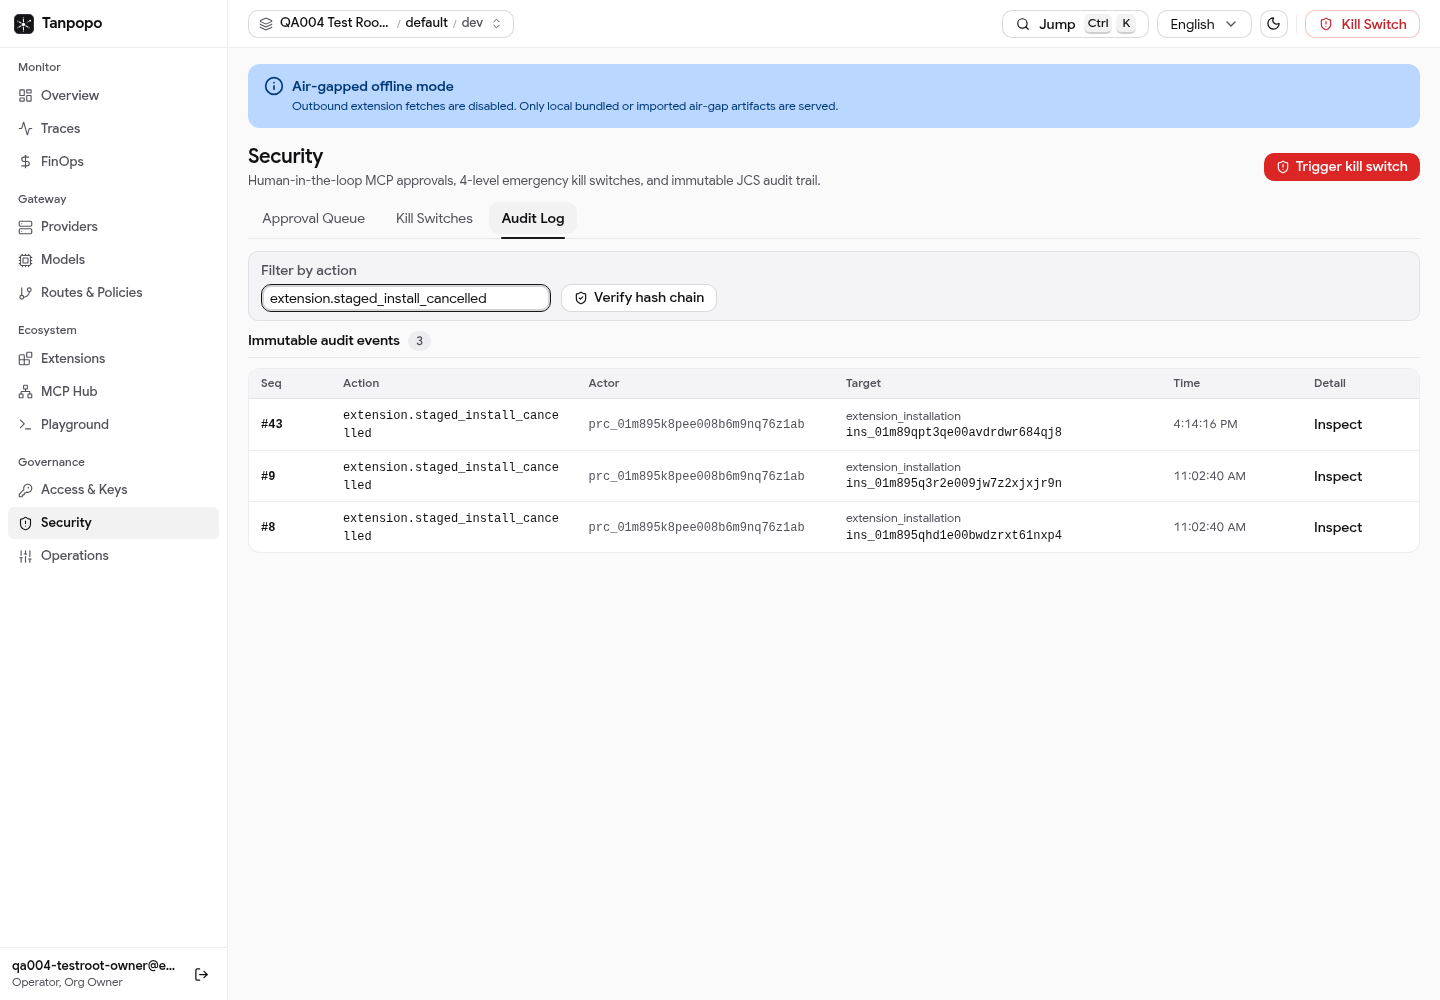 Tanpopo
QA004 Test Roo... / default / dev
Jump Ctrl K
English
Kill Switch
Monitor
Overview
Traces
FinOps
Gateway
Providers
Models
Routes & Policies
Ecosystem
Extensions
MCP Hub
Playground
Governance
Access & Keys
Security
Operations
qa004-testroot-owner@e...
Operator, Org Owner
Air-gapped offline mode
Outbound extension fetches are disabled. Only local bundled or imported air-gap artifacts are served.
Security
Human-in-the-loop MCP approvals, 4-level emergency kill switches, and immutable JCS audit trail.
Trigger kill switch
Approval Queue Kill Switches Audit Log
Filter by action
extension.staged_install_cancelled
Verify hash chain
Immutable audit events 3
Seq Action Actor Target Time Detail
#43 extension.staged_install_cance
lled
prc_01m895k8pee008b6m9nq76z1ab
extension_installation
ins_01m89qpt3qe00avdrdwr684qj8
4:14:16 PM Inspect
#9 extension.staged_install_cance
lled
prc_01m895k8pee008b6m9nq76z1ab
extension_installation
ins_01m895q3r2e009jw7z2xjxjr9n
11:02:40 AM Inspect
#8 extension.staged_install_cance
lled
prc_01m895k8pee008b6m9nq76z1ab
extension_installation
ins_01m895qhd1e00bwdzrxt61nxp4
11:02:40 AM Inspect